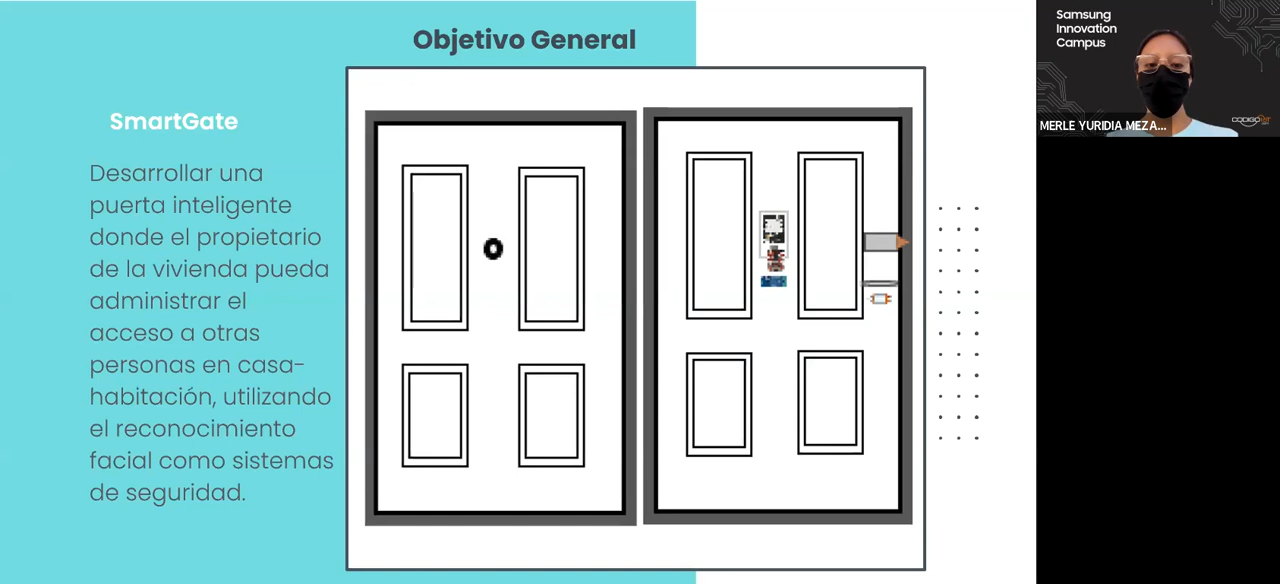 Objetivo General
SmartGate
Desarrollar una
puerta inteligente
donde el propietario
de la vivienda pueda
administrar el
acceso a otras
personas en casa-
habitación, utilizando
el reconocimiento
facial como sistemas
de seguridad.
Samsung
Innovation
Campus
MERLE YURIDIA MEZA...